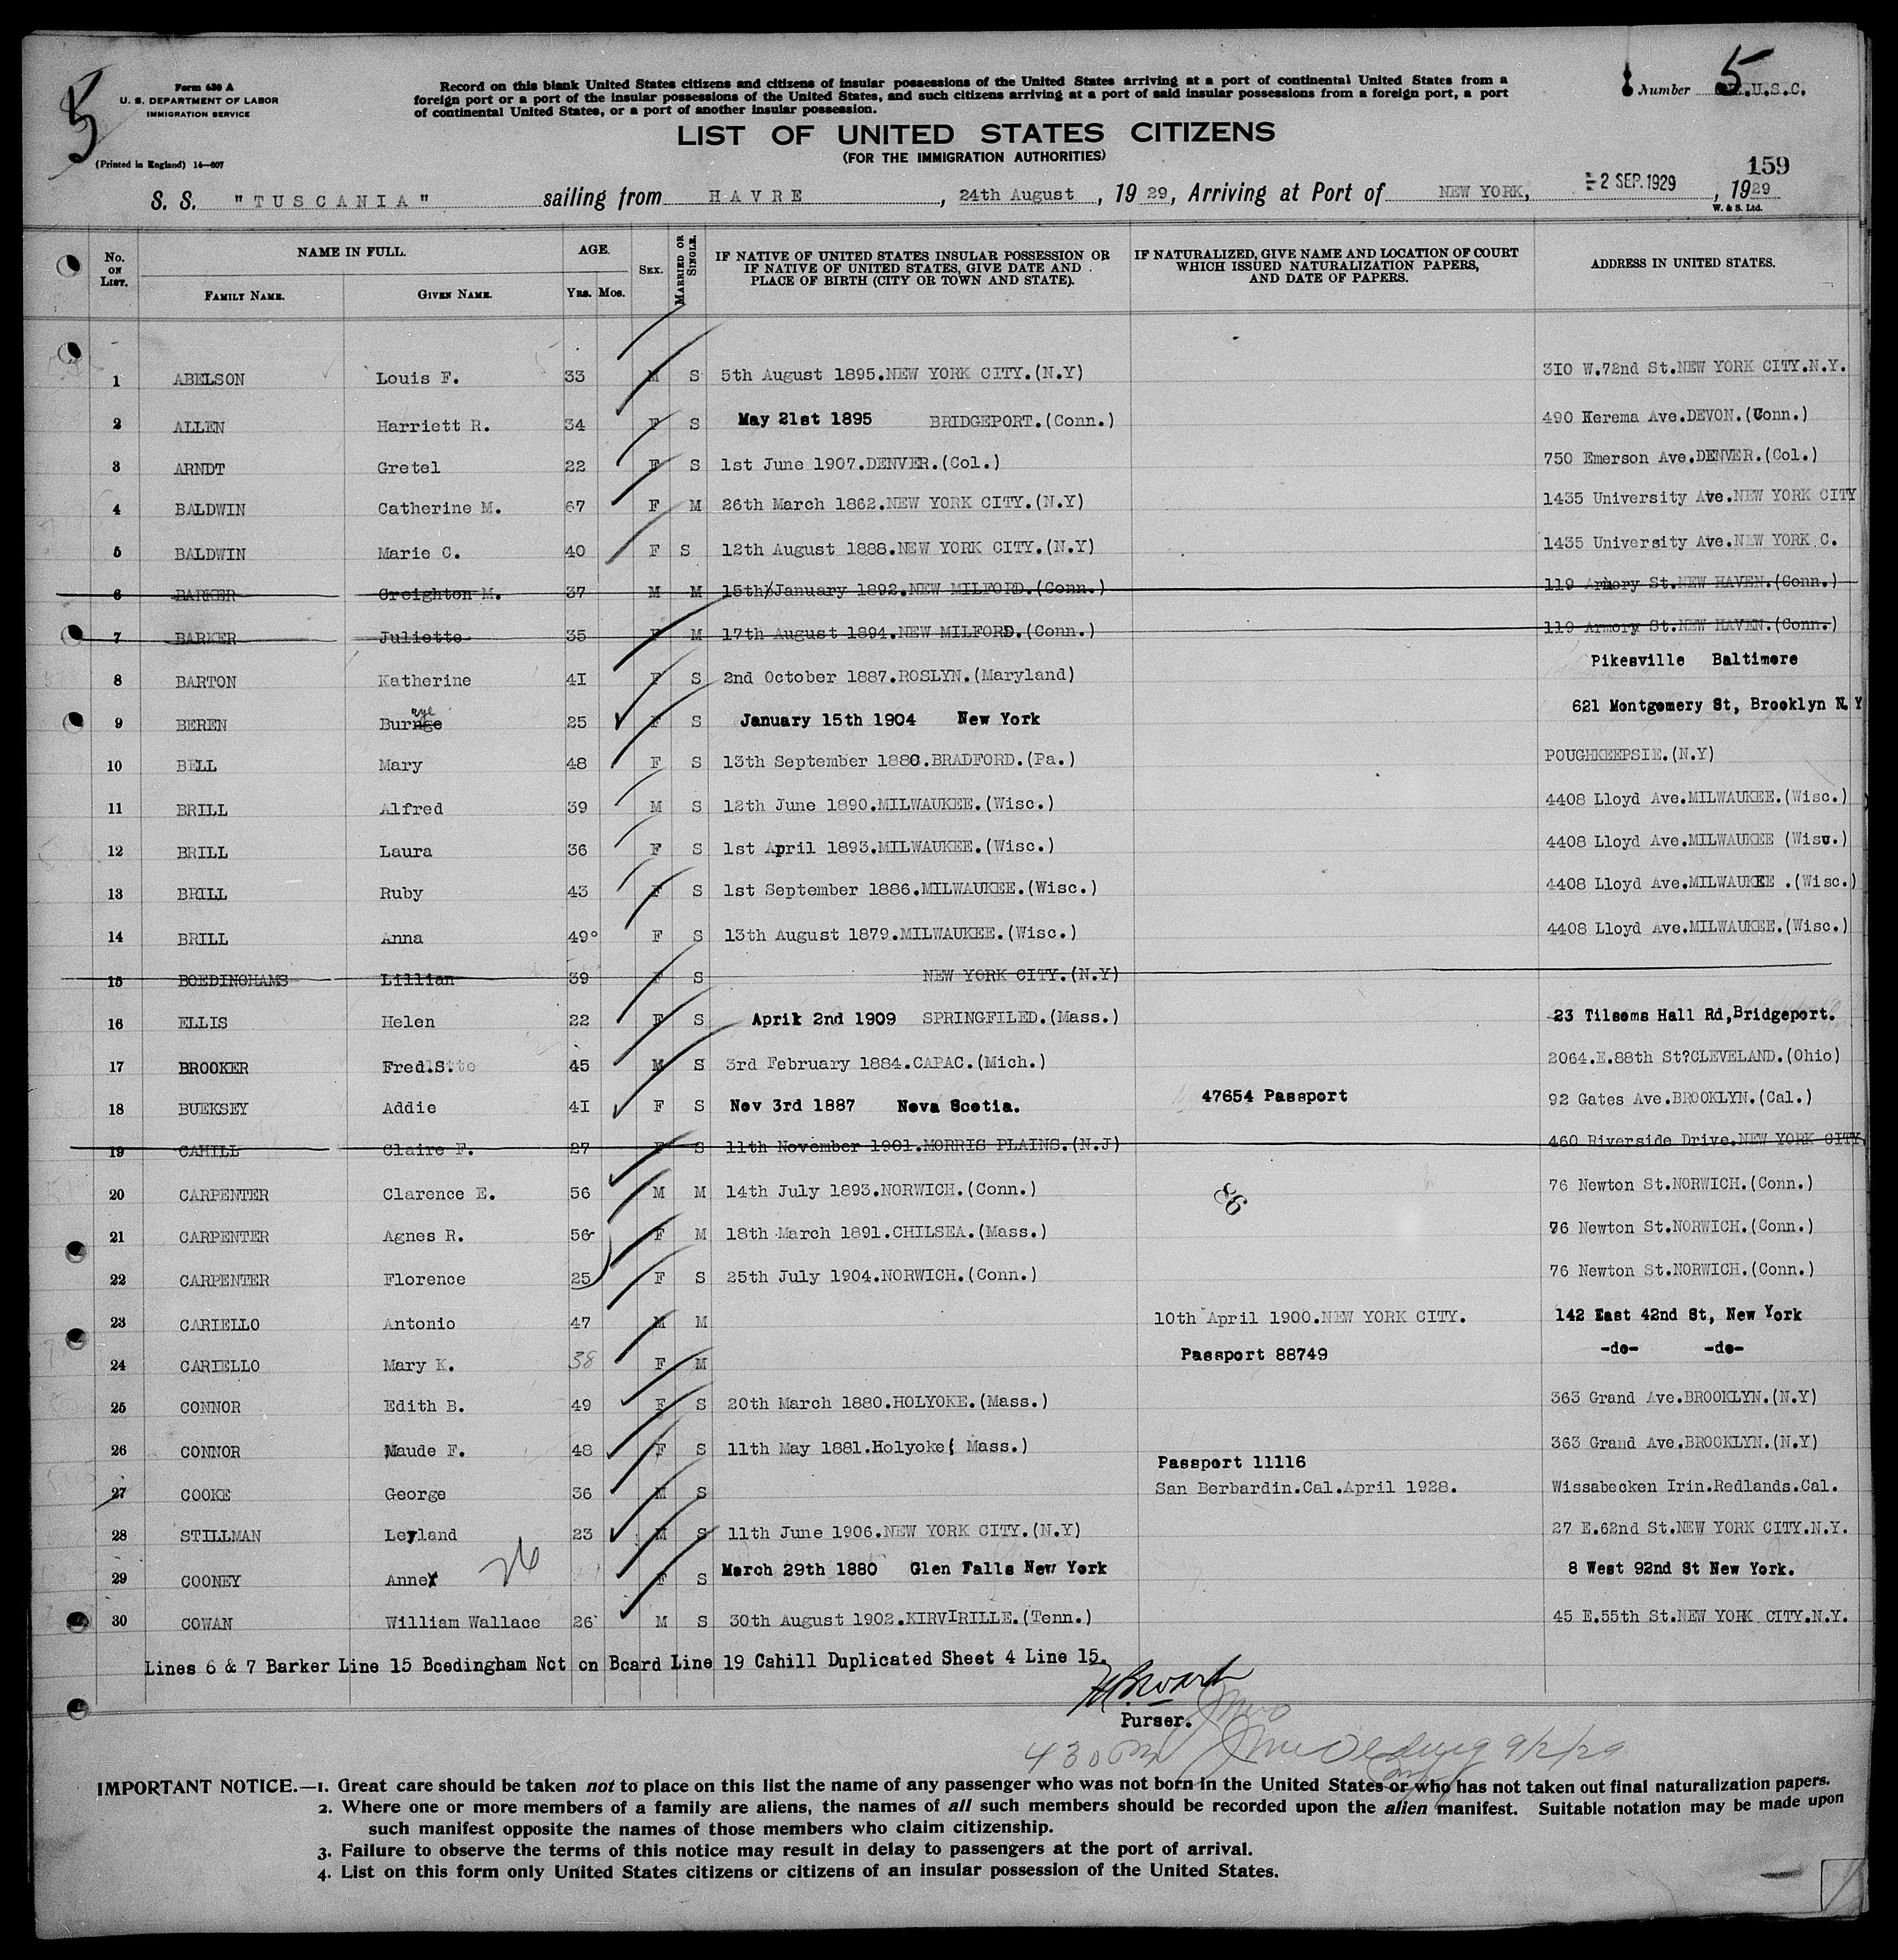 5
Form 630 A
U. S. DEPARTMENT OF LABOR
IMMIGRATION SERVICE
(Printed in England) 14—607
Record on this blank United States citizens and citizens of insular possessions of the United States arriving at a port of continental United States from a
foreign port or a port of the insular possessions of the United States, and such citizens arriving at a port of said insular possessions from a foreign port, a port
of continental United States, or a port of another insular possession.
Number 5 .U.S.C.
LIST OF UNITED STATES CITIZENS
(FOR THE IMMIGRATION AUTHORITIES)
159
S. S. "TUSCANIA" sailing from HAVRE, 24th August, 1929, Arriving at Port of NEW YORK, -2 SEP. 1929, 1929
W. & S. Ltd.
No. ON LIST. NAME IN FULL. FAMILY NAME. GIVEN NAME. AGE. YRS. MOS. SEX. MARRIED OR SINGLE. IF NATIVE OF UNITED STATES INSULAR POSSESSION OR IF NATIVE OF UNITED STATES, GIVE DATE AND PLACE OF BIRTH (CITY OR TOWN AND STATE). IF NATURALIZED, GIVE NAME AND LOCATION OF COURT WHICH ISSUED NATURALIZATION PAPERS, AND DATE OF PAPERS. ADDRESS IN UNITED STATES.
1 ABELSON Louis F. 33 M S 5th August 1895.NEW YORK CITY.(N.Y) 310 W.72nd St.NEW YORK CITY.N.Y.
2 ALLEN Harriett R. 34 F S May 21st 1895 BRIDGEPORT.(Conn.) 490 Kerema Ave.DEVON.(Conn.)
3 ARNDT Gretel 22 F S 1st June 1907.DENVER.(Col.) 750 Emerson Ave.DENVER.(Col.)
4 BALDWIN Catherine M. 67 F M 26th March 1862.NEW YORK CITY.(N.Y) 1435 University Ave.NEW YORK CITY
5 BALDWIN Marie C. 40 F S 12th August 1888.NEW YORK CITY.(N.Y) 1435 University Ave.NEW YORK C.
6 BARKER Creighton M. 37 M M 15th/January 1892.NEW MILFORD.(Conn.) 119 Armory St.NEW HAVEN.(Conn.)
7 BARKER Juliette 35 F M 17th August 1894.NEW MILFORD.(Conn.) 119 Armory St.NEW HAVEN.(Conn.)
8 BARTON Katherine 4I F S 2nd October 1887.ROSLYN.(Maryland) Pikesville Baltimore
9 BEREN Burnge nye 25 F S January 15th 1904 New York 621 Montgomery St, Brooklyn N.Y
10 BELL Mary 48 F S 13th September 1880.BRADFORD.(Pa.) POUGHKEEPSIE.(N.Y)
11 BRILL Alfred 39 M S 12th June 1890.MILWAUKEE.(Wisc.) 4408 Lloyd Ave.MILWAUKEE.(Wisc.)
12 BRILL Laura 36 F S 1st April 1893.MILWAUKEE.(Wisc.) 4408 Lloyd Ave.MILWAUKEE (Wisc.)
13 BRILL Ruby 43 F S 1st September 1886.MILWAUKEE.(Wisc.) 4408 Lloyd Ave.MILWAUKEE .(Wisc.)
14 BRILL Anna 49 F S 13th August 1879.MILWAUKEE.(Wisc.) 4408 Lloyd Ave.MILWAUKEE.(Wisc.)
15 BOEDINGHAMS Lillian 39 F S NEW YORK CITY.(N.Y)
16 ELLIS Helen 22 F S April 2nd 1909 SPRINGFILED.(Mass.) 23 Tilsoms Hall Rd,Bridgeport.
17 BROOKER Fred.S. 45 M S 3rd February 1884.CAPAC.(Mich.) 2064.E.88th St?CLEVELAND.(Ohio)
18 BUEKSEY Addie 4I F S Nov 3rd 1887 Nova Scotia. 47654 Passport 92 Gates Ave.BROOKLYN.(Cal.)
19 CAHILL Claire F. 27 F S 11th November 1901.MORRIS PLAINS.(N.J) 460 Riverside Drive.NEW YORK CITY
20 CARPENTER Clarence E. 56 M M 14th July 1893.NORWICH.(Conn.) 76 Newton St.NORWICH.(Conn.)
21 CARPENTER Agnes R. 56 F M 18th March 1891.CHILSEA.(Mass.) 76 Newton St.NORWICH.(Conn.)
22 CARPENTER Florence 25 F S 25th July 1904.NORWICH.(Conn.) 76 Newton St.NORWICH.(Conn.)
23 CARIELLO Antonio 47 M M 10th April 1900.NEW YORK CITY. 142 East 42nd St, New York
24 CARIELLO Mary K. 38 F M Passport 88749 -do- -do-
25 CONNOR Edith B. 49 F S 20th March 1880.HOLYOKE.(Mass.) 363 Grand Ave.BROOKLYN.(N.Y)
26 CONNOR Maude F. 48 F S 11th May 1881.Holyoke( Mass.) 363 Grand Ave.BROOKLYN.(N.Y)
Passport 11116
27 COOKE George 36 M S San Berbardin.Cal.April 1928. Wissabecken Irin.Redlands.Cal.
28 STILLMAN Leyland 23 M S 11th June 1906.NEW YORK CITY.(N.Y) 27 E.62nd St.NEW YORK CITY.N.Y.
29 COONEY Anne 26 F S March 29th 1880 Glen Falls New York 8 West 92nd St New York.
30 COWAN William Wallace 26 M S 30th August 1902.KIRVIRILLE.(Tenn.) 45 E.55th St.NEW YORK CITY.N.Y.
Lines 6 & 7 Barker Line 15 Boedingham Not on Board Line 19 Cahill Duplicated Sheet 4 Line 15.
Purser.
430 PM 9/2/29
IMPORTANT NOTICE.—1. Great care should be taken not to place on this list the name of any passenger who was not born in the United States or who has not taken out final naturalization papers.
2. Where one or more members of a family are aliens, the names of all such members should be recorded upon the alien manifest. Suitable notation may be made upon
such manifest opposite the names of those members who claim citizenship.
3. Failure to observe the terms of this notice may result in delay to passengers at the port of arrival.
4. List on this form only United States citizens or citizens of an insular possession of the United States.